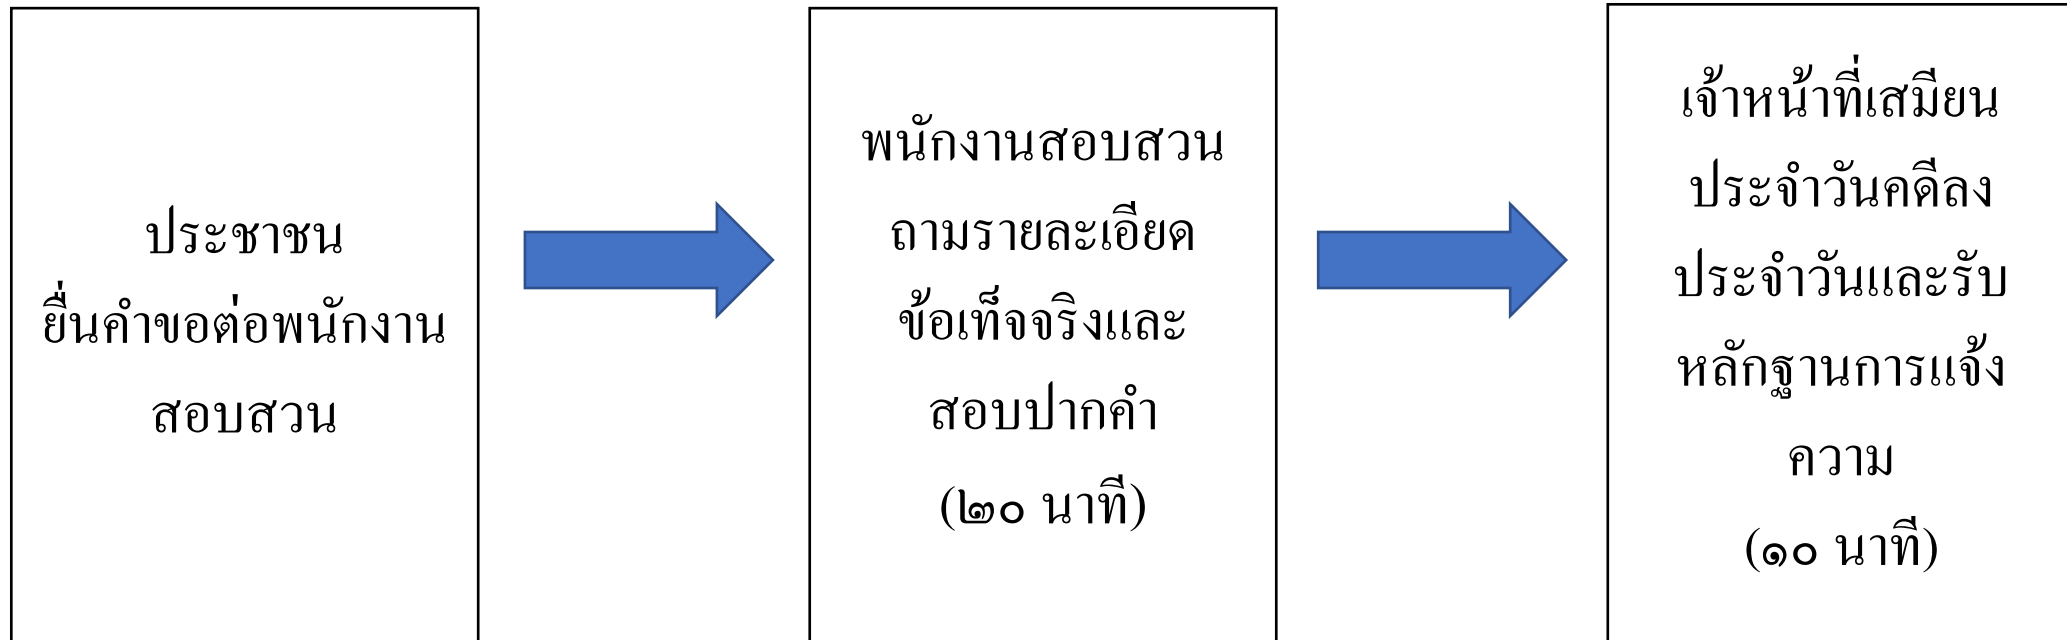 ประชาชน
ยื่นคำขอต่อพนักงาน
สอบสวน
พนักงานสอบสวน
ถามรายละเอียด
ข้อเท็จจริงและ
สอบปากคำ
(๒๐ นาที)
เจ้าหน้าที่เสมียน
ประจำวันคดีลง
ประจำวันและรับ
หลักฐานการแจ้ง
ความ
(๑๐ นาที)